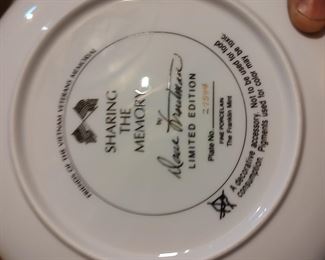 FRIENDS OF THE VIETNAM VETERANS MEMORIAL
SHARING
THE
MEMORY
LIMITED EDITION
Plate No.
FINE PORCELAIN
The Franklin Mint
A decorative accessory. Not to be used for food
consumption. Pigments used for color may be toxic.